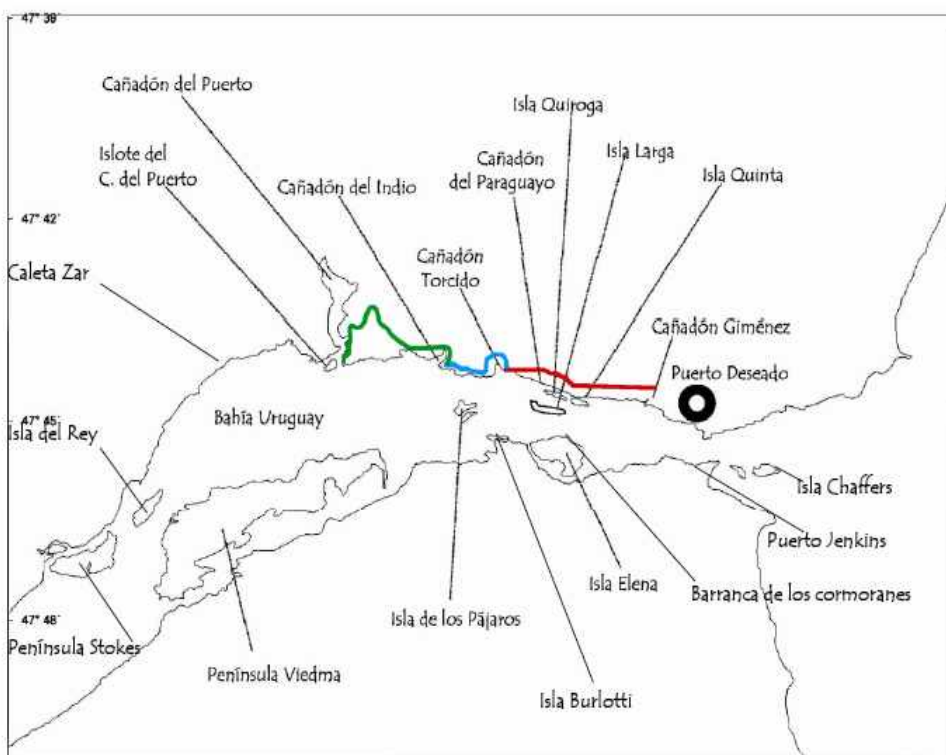 47° 39'
Cañadón del Puerto
Isla Quiroga
Islote del
C. del Puerto
Cañadón
del Paraguayo
Isla Larga
Isla Quinta
Cañadón del Indio
47° 42'
Cañadón
Torcido
Caleta Zar
Cañadón Giménez
Puerto Deseado
47° 45'
Bahía Uruguay
Isla del Rey
Isla Chaffers
Puerto Jenkins
Isla Elena
Barranca de los cormoranes
47° 48'
Isla de los Pájaros
Península Stokes
Península Viedma
Isla Burlotti